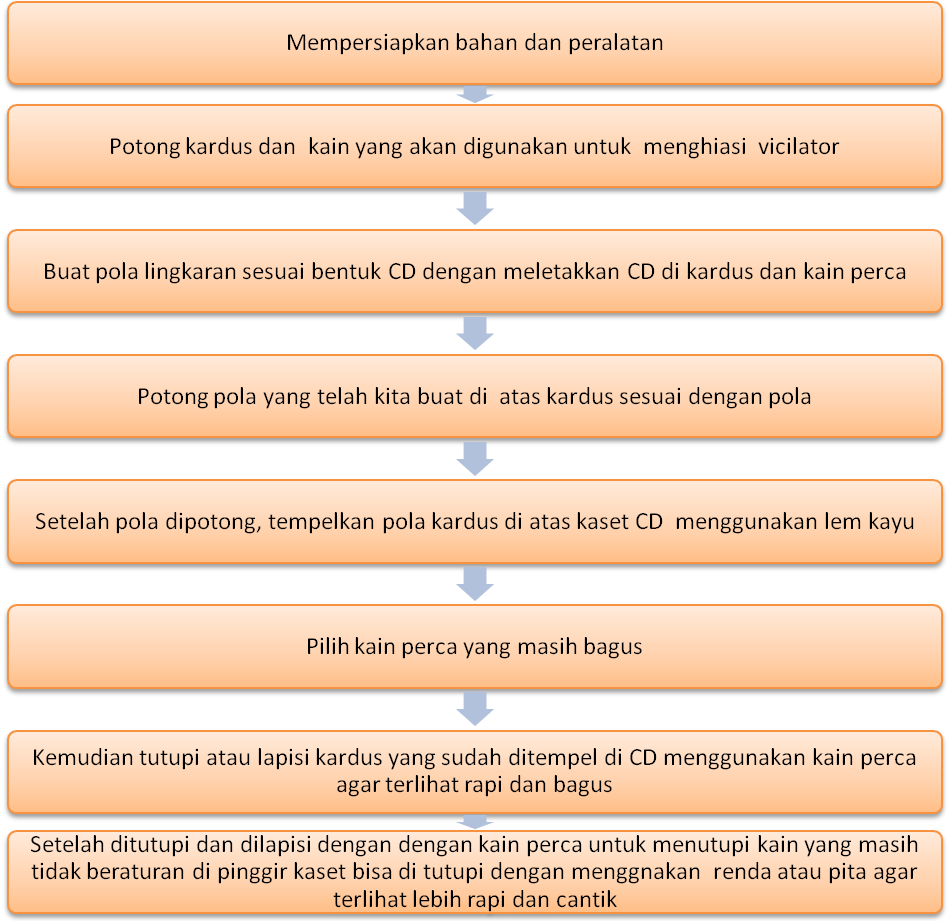 Mempersiapkan bahan dan peralatan
Potong kardus dan kain yang akan digunakan untuk menghiasi vicilator
Buat pola lingkaran sesuai bentuk CD dengan meletakkan CD di kardus dan kain perca
Potong pola yang telah kita buat di atas kardus sesuai dengan pola
Setelah pola dipotong, tempelkan pola kardus di atas kaset CD menggunakan lem kayu
Pilih kain perca yang masih bagus
Kemudian tutupi atau lapisi kardus yang sudah ditempel di CD menggunakan kain perca
agar terlihat rapi dan bagus
Setelah ditutupi dan dilapisi dengan dengan kain perca untuk menutupi kain yang masih
tidak beraturan di pinggir kaset bisa di tutupi dengan menggnakan renda atau pita agar
terlihat lebih rapi dan cantik